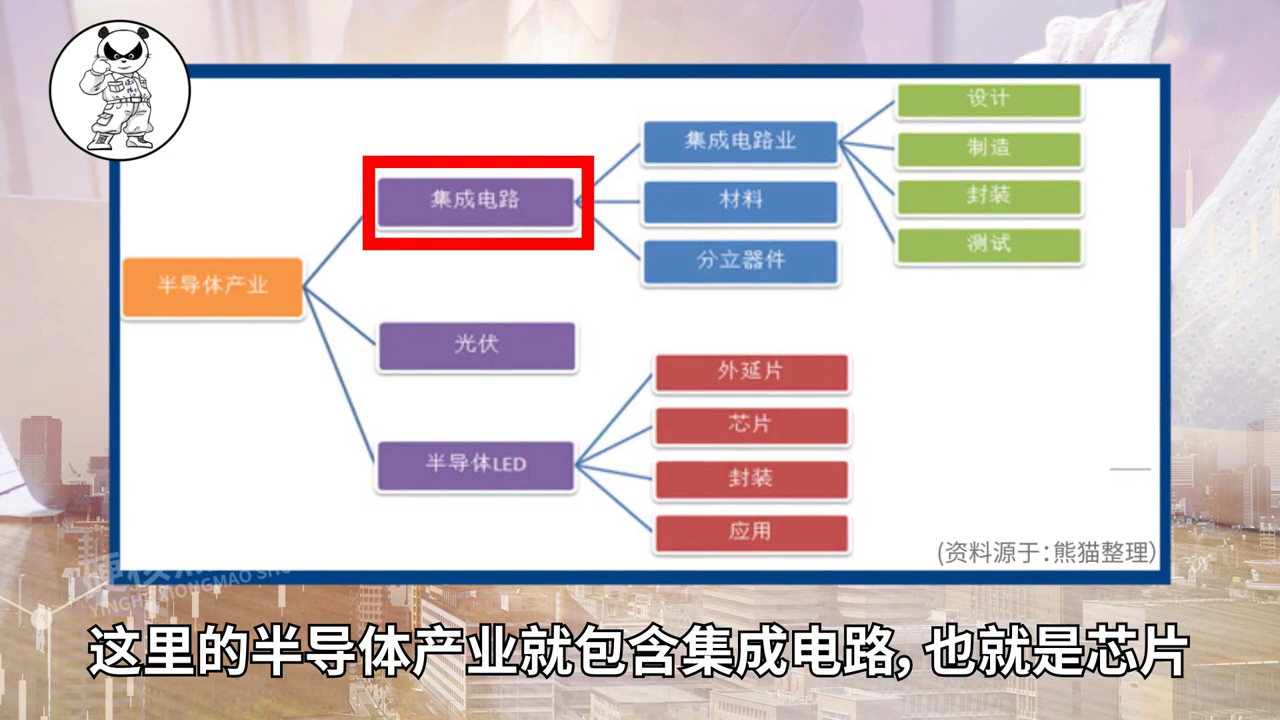 设计
集成电路业
制造
集成电路
材料
封装
分立器件
测试
半导体产业
光伏
外延片
芯片
半导体LED
封装
应用
(资料源于:熊猫整理)
这里的半导体产业就包含集成电路,也就是芯片